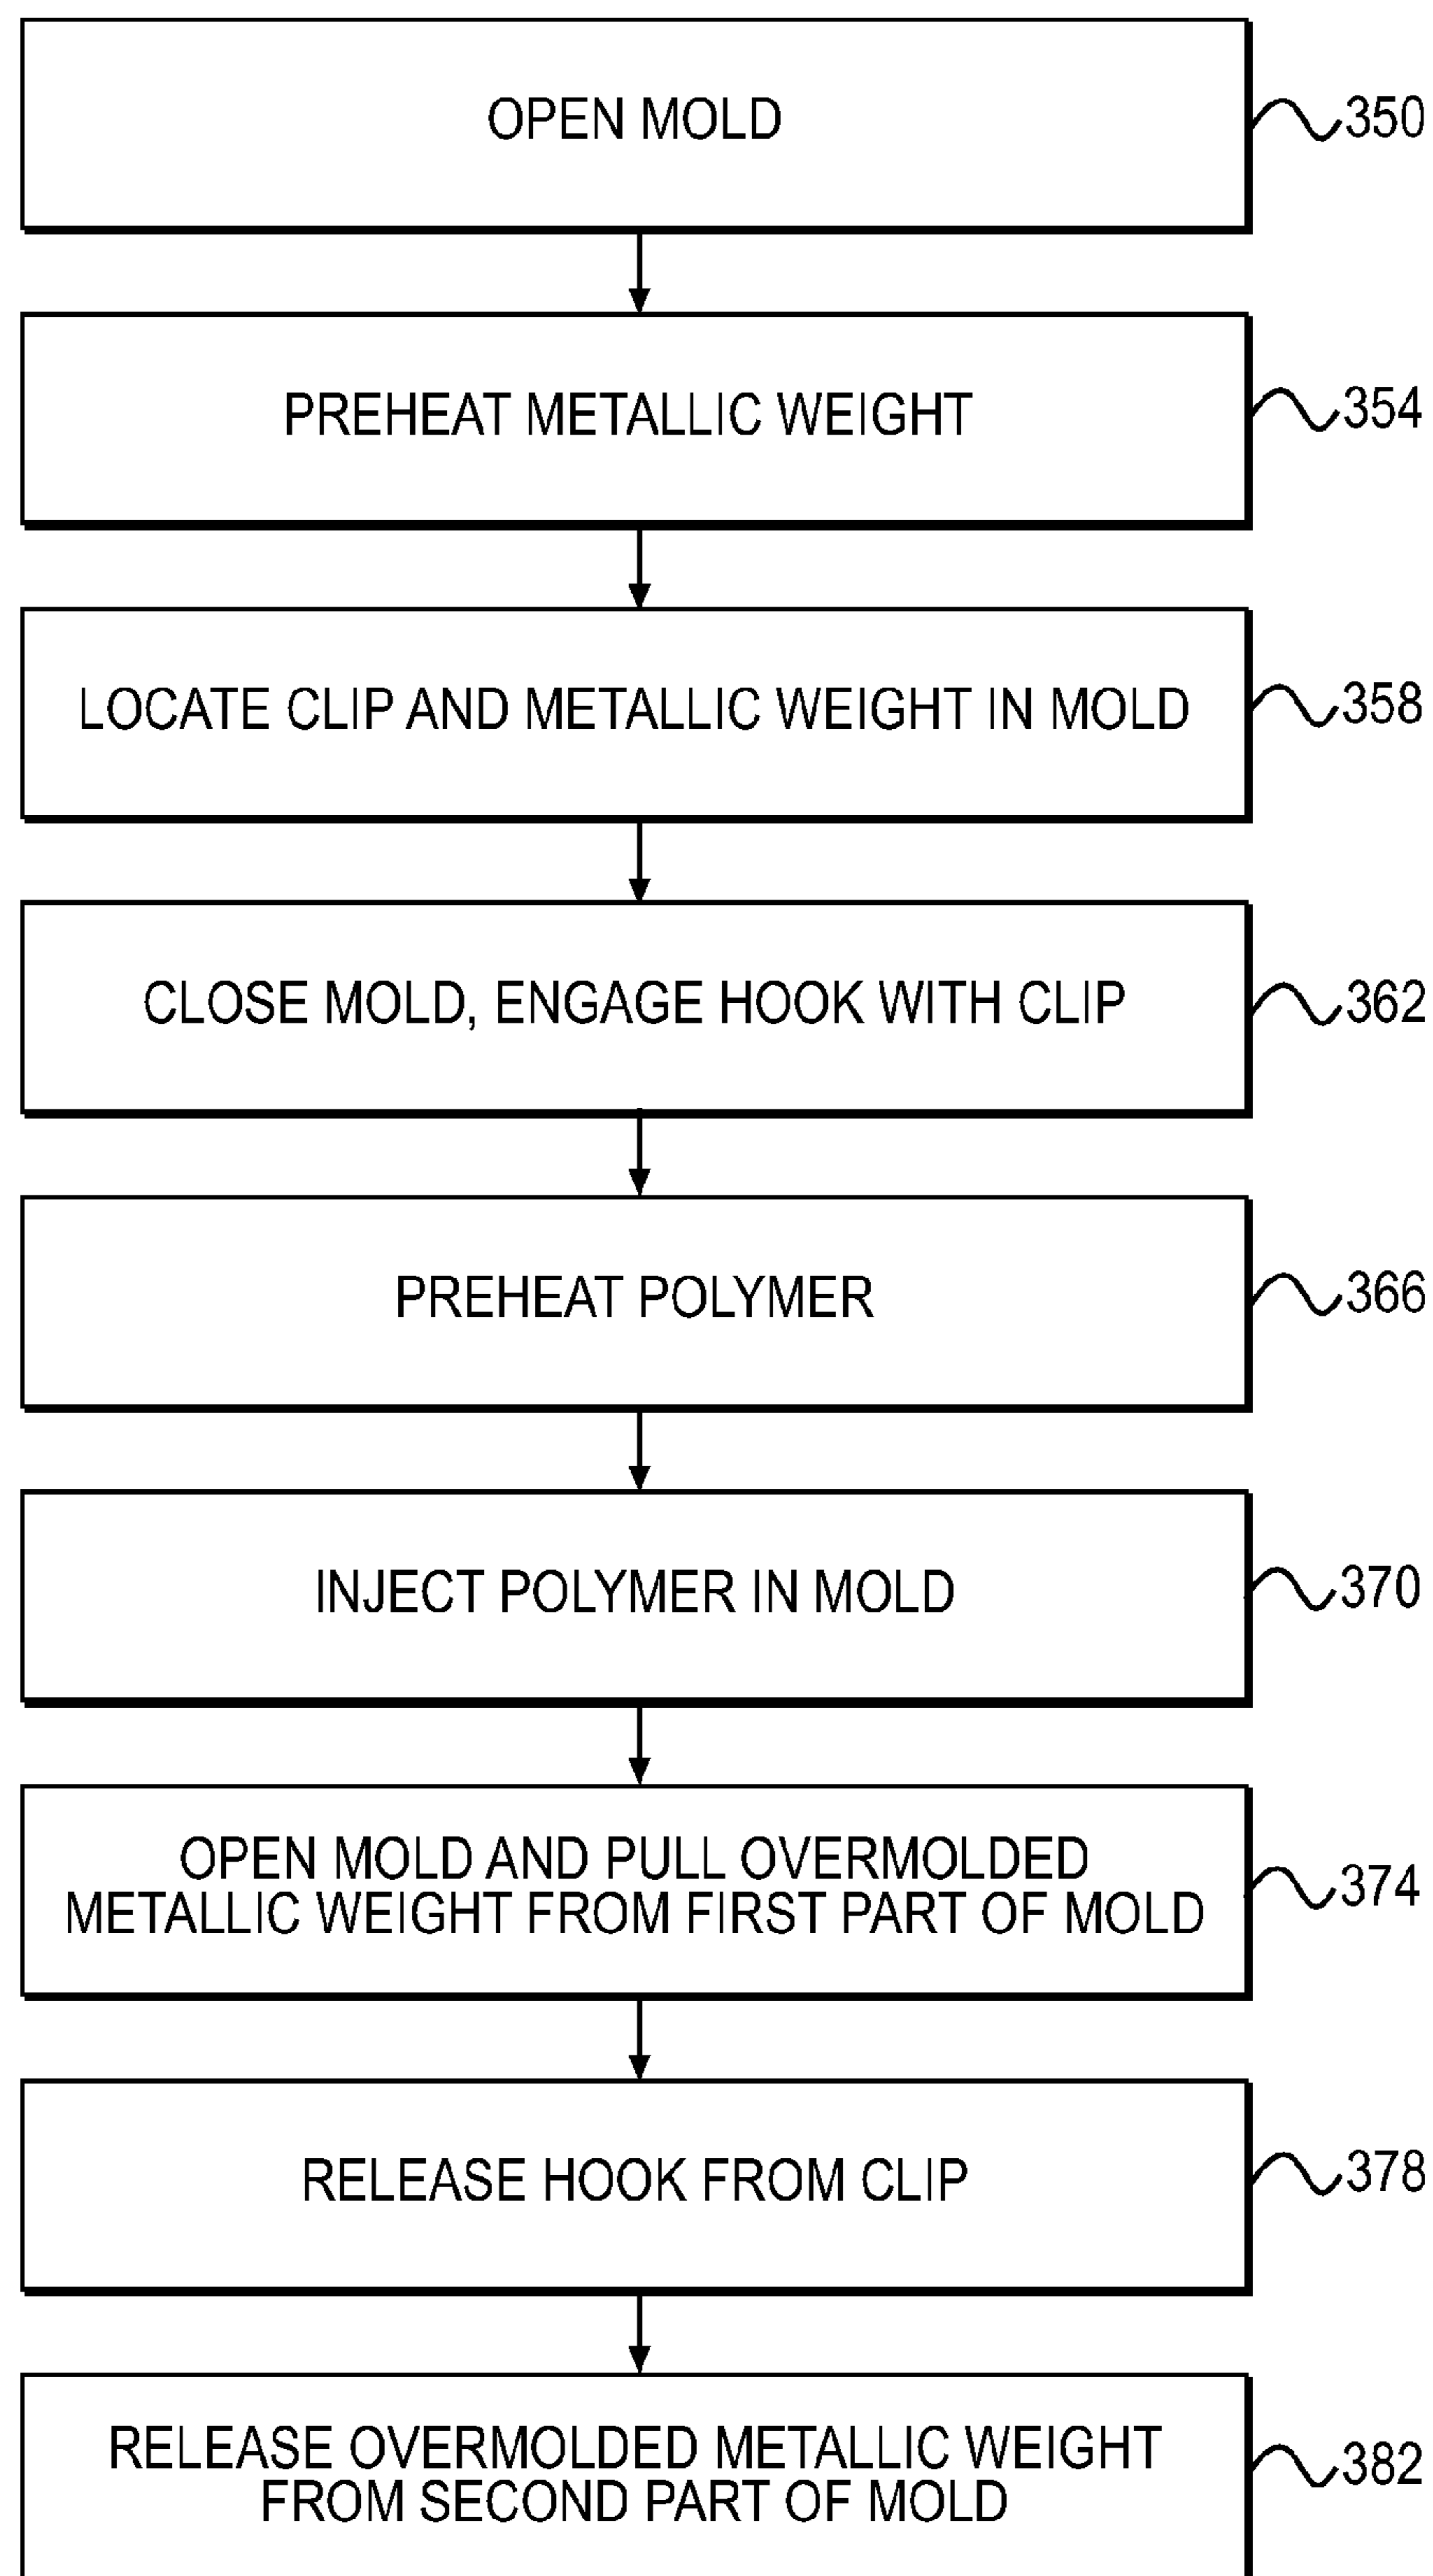 OPEN MOLD
350
PREHEAT METALLIC WEIGHT
354
LOCATE CLIP AND METALLIC WEIGHT IN MOLD
358
CLOSE MOLD, ENGAGE HOOK WITH CLIP
362
PREHEAT POLYMER
366
INJECT POLYMER IN MOLD
370
OPEN MOLD AND PULL OVERMOLDED
METALLIC WEIGHT FROM FIRST PART OF MOLD
374
RELEASE HOOK FROM CLIP
378
RELEASE OVERMOLDED METALLIC WEIGHT
FROM SECOND PART OF MOLD
382